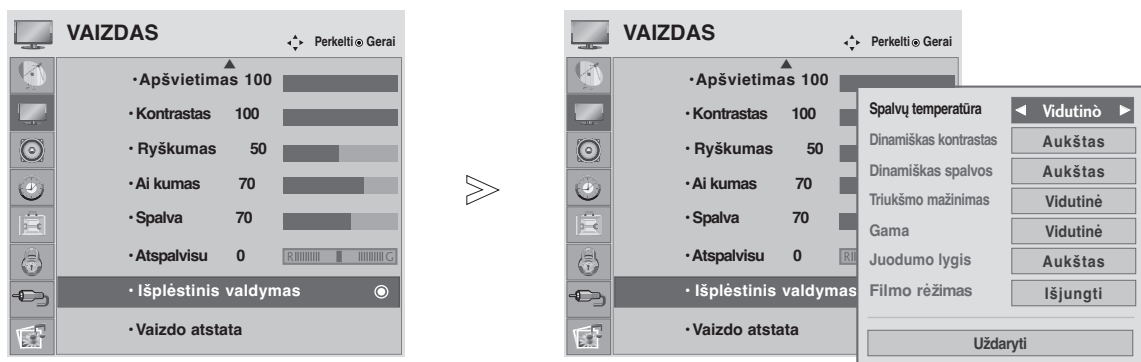 VAIZDAS
Perkelti Gerai
· Apšvietimas 100
· Kontrastas 100
· Ryškumas 50
· Ai kumas 70
· Spalva 70
· Atspalvisu 0 R G
· Išplėstinis valdymas
· Vaizdo atstata
>>
VAIZDAS
Perkelti Gerai
· Apšvietimas 100
· Kontrastas 100
· Ryškumas 50
· Ai kumas 70
· Spalva 70
· Atspalvisu 0 R
· Išplėstinis valdymas
· Vaizdo atstata
Spalvų temperatūra Vidutinò
Dinamiškas kontrastas Aukštas
Dinamiškas spalvos Aukštas
Triukšmo mažinimas Vidutinė
Gama Vidutinė
Juodumo lygis Aukštas
Filmo rėžimas Išjungti
Uždaryti